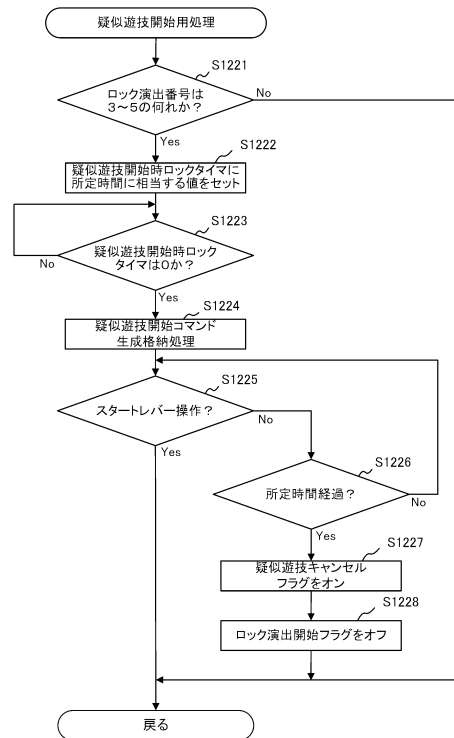 疑似遊技開始用処理
S1221
ロック演出番号は
3～5の何れか？
No
Yes
S1222
疑似遊技開始時ロックタイマに
所定時間に相当する値をセット
S1223
疑似遊技開始時ロック
タイマは0か？
No
Yes
S1224
疑似遊技開始コマンド
生成格納処理
S1225
スタートレバー操作？
No
Yes
S1226
所定時間経過？
No
Yes
S1227
疑似遊技キャンセル
フラグをオン
S1228
ロック演出開始フラグをオフ
戻る